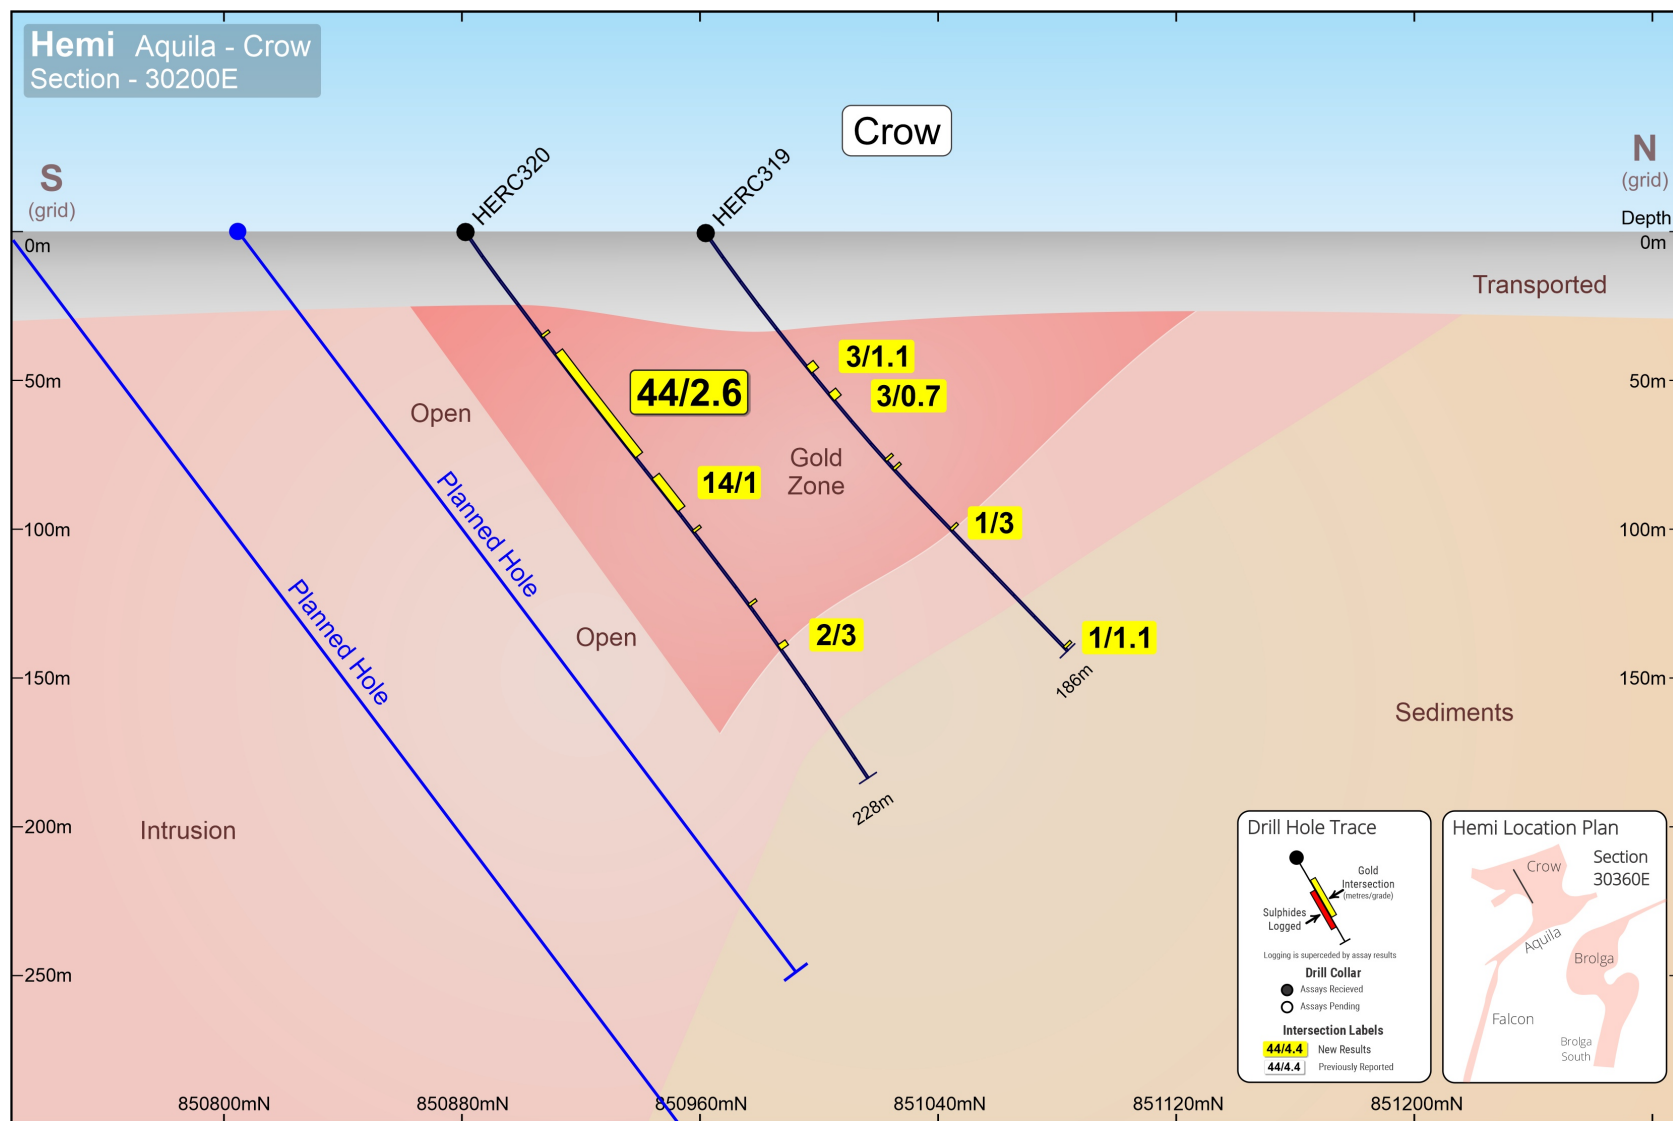 Hemi Aquila - Crow
Section - 30200E
Crow
S
(grid)
N
(grid)
HERC320
HERC319
Depth
0m
0m
Transported
50m
50m
Open
3/1.1
3/0.7
44/2.6
Gold
Zone
14/1
1/3
100m
100m
Planned Hole
Planned Hole
Open
2/3
1/1.1
186m
150m
150m
Sediments
228m
200m
Intrusion
250m
850800mN
850880mN
850960mN
851040mN
851120mN
851200mN
Drill Hole Trace
Gold
Intersection
(metres/grade)
Sulphides
Logged
Logging is superceded by assay results
Drill Collar
Assays Recieved
Assays Pending
Intersection Labels
44/4.4 New Results
44/4.4 Previously Reported
Hemi Location Plan
Section
30360E
Crow
Aquila
Brolga
Falcon
Brolga
South